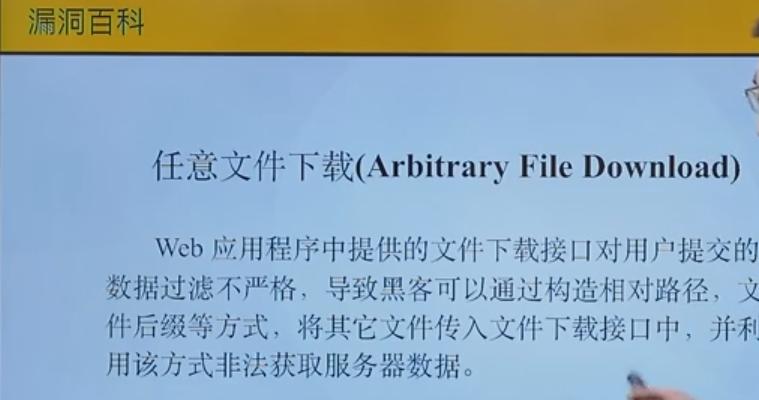 漏洞百科
任意文件下载(Arbitrary File Download)
Web 应用程序中提供的文件下载接口对用户提交的
数据过滤不严格，导致黑客可以通过构造相对路径，文
件后缀等方式，将其它文件传入文件下载接口中，并利
用该方式非法获取服务器数据。